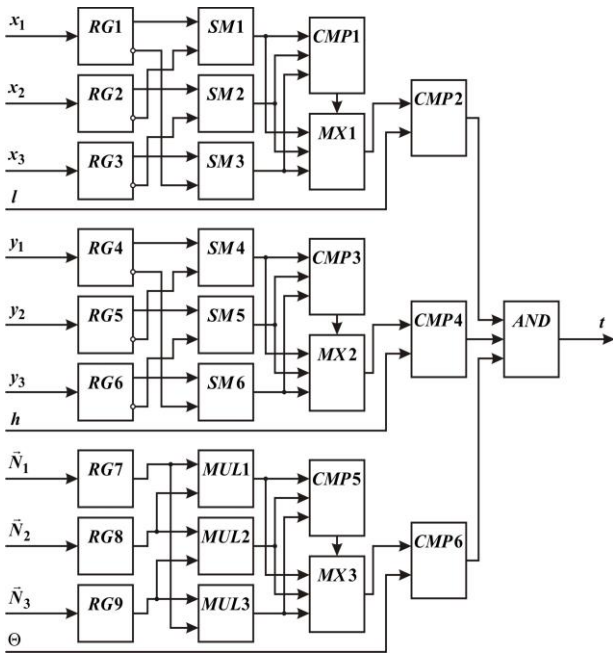 x₁ RG1 SM1 CMP1
x₂ RG2 SM2 MX1 CMP2
x₃ RG3 SM3
l
y₁ RG4 SM4 CMP3
y₂ RG5 SM5 MX2 CMP4 AND t
y₃ RG6 SM6
h
N⃗₁ RG7 MUL1 CMP5
N⃗₂ RG8 MUL2 MX3 CMP6
N⃗₃ RG9 MUL3
Θ